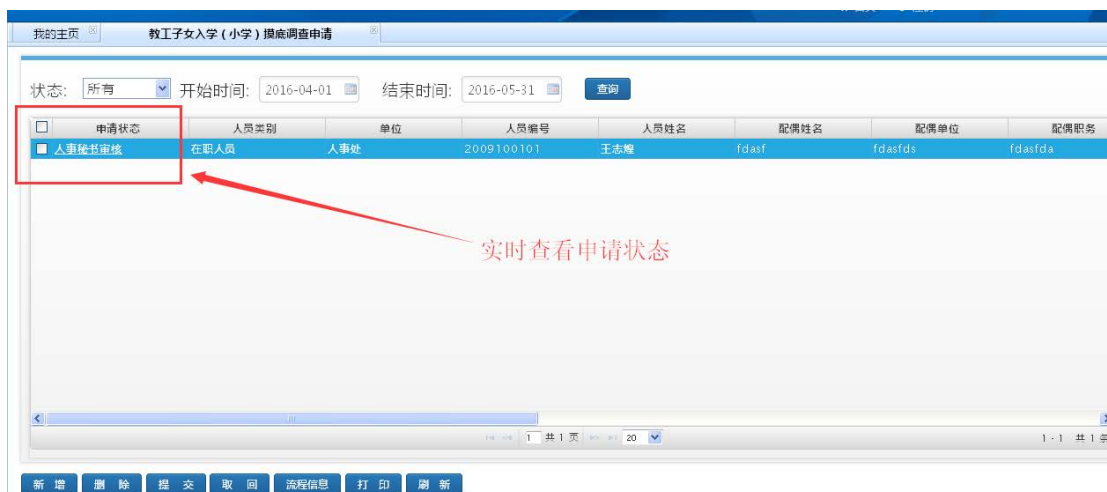 我的主页 教工子女入学(小学)摸底调查申请
状态: 所有 开始时间: 2016-04-01 结束时间: 2016-05-31 查询
申请状态 人员类别 单位 人员编号 人员姓名 配偶姓名 配偶单位 配偶职务
人事秘书审核 在职人员 人事处 2009100101 王志煌 fdasf fdasfds fdasfda
实时查看申请状态
1 共1页 20 1-1 共1
新增 删除 提交 取回 流程信息 打印 刷新